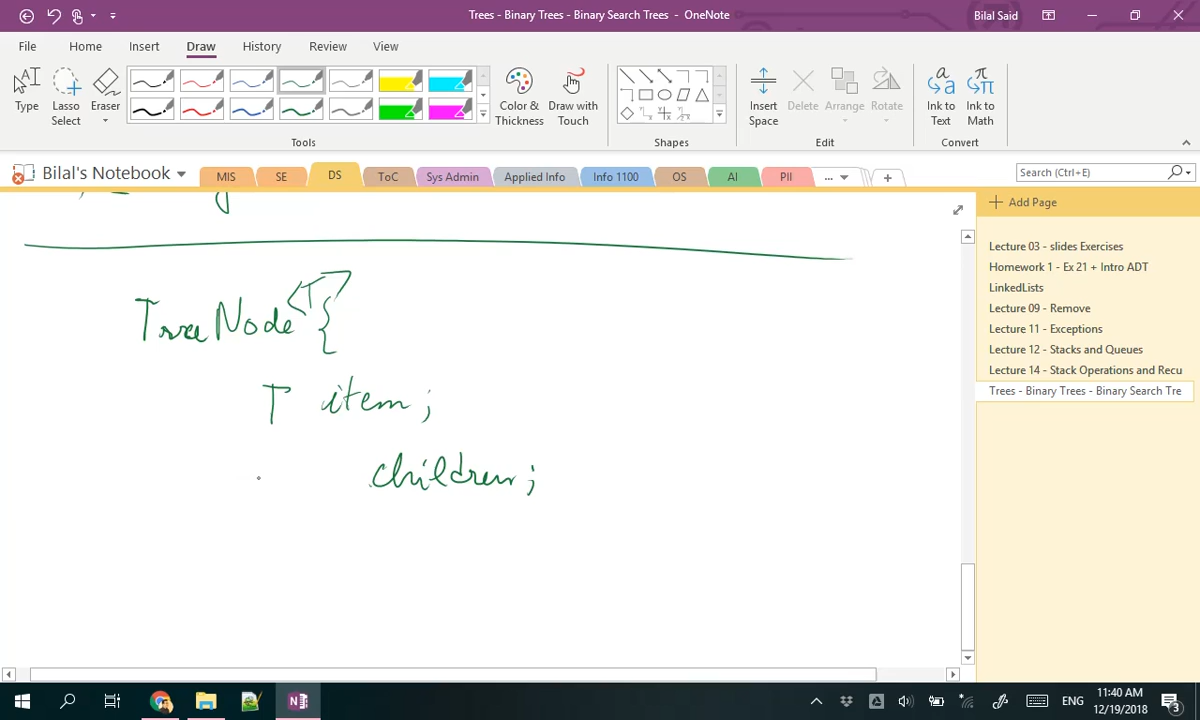 Trees - Binary Trees - Binary Search Trees - OneNote
Bilal Said
File Home Insert Draw History Review View
Type
Lasso Select
Eraser
Color & Thickness
Draw with Touch
Insert Space
Delete
Arrange
Rotate
Ink to Text
Ink to Math
Tools
Shapes
Edit
Convert
Bilal's Notebook
MIS SE DS ToC Sys Admin Applied Info Info 1100 OS AI PII ...
Search (Ctrl+E)
Add Page
Lecture 03 - slides Exercises
Homework 1 - Ex 21 + Intro ADT
LinkedLists
Lecture 09 - Remove
Lecture 11 - Exceptions
Lecture 12 - Stacks and Queues
Lecture 14 - Stack Operations and Recu
Trees - Binary Trees - Binary Search Tre
TreeNode<T> {
T item;
children;
ENG
11:40 AM
12/19/2018
3